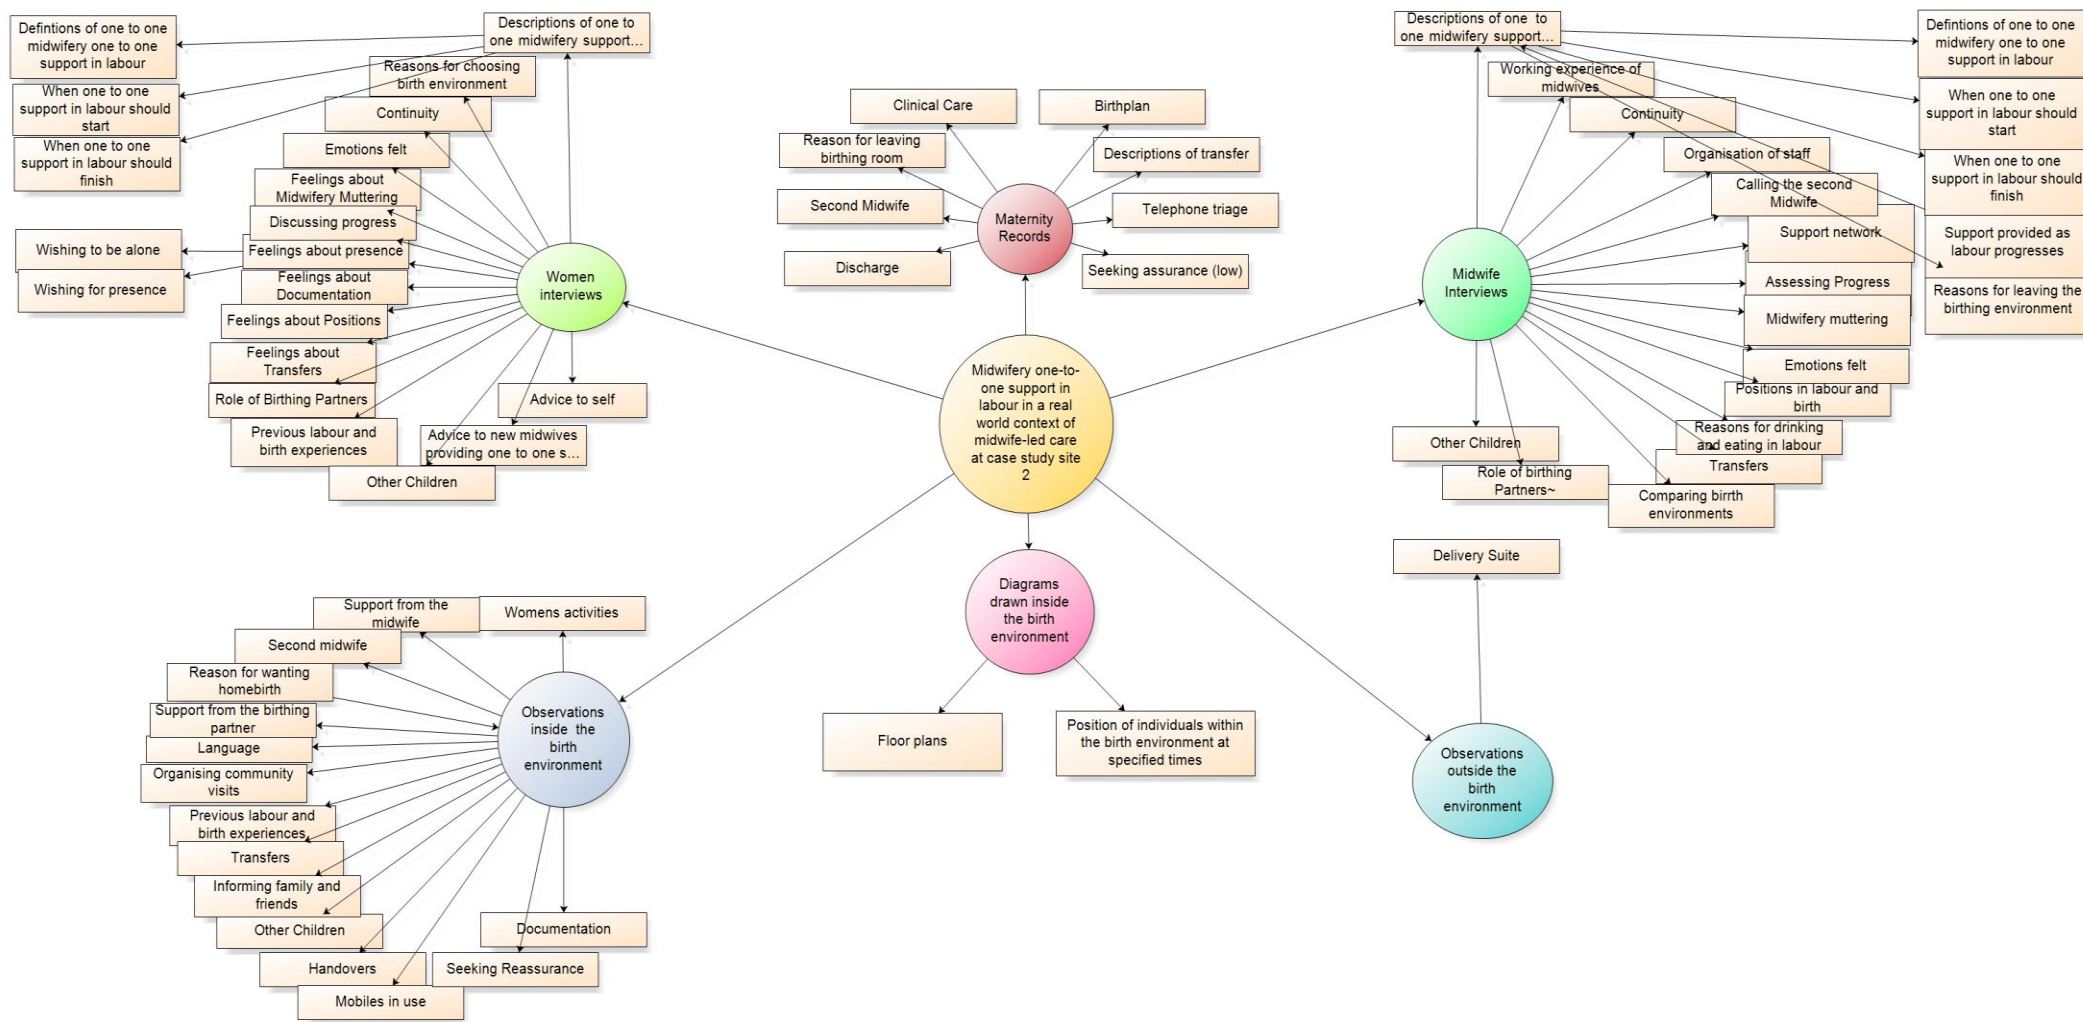 Defintions of one to one
midwifery one to one
support in labour
When one to one
support in labour should
start
When one to one
support in labour should
finish
Descriptions of one to
one midwifery support…
Reasons for choosing
birth environment
Continuity
Emotions felt
Feelings about
Midwifery Muttering
Discussing progress
Feelings about presence
Wishing to be alone
Wishing for presence
Feelings about
Documentation
Feelings about Positions
Feelings about
Transfers
Role of Birthing Partners
Previous labour and
birth experiences
Other Children
Advice to new midwives
providing one to one s…
Advice to self
Women
interviews
Clinical Care
Birthplan
Reason for leaving
birthing room
Descriptions of transfer
Second Midwife
Telephone triage
Discharge
Seeking assurance (low)
Maternity
Records
Midwifery one-to-
one support in
labour in a real
world context of
midwife-led care
at case study site
2
Descriptions of one  to
one midwifery support…
Working experience of
midwives
Continuity
Organisation of staff
Calling the second
Midwife
Support network
Assessing Progress
Midwifery muttering
Emotions felt
Positions in labour and
birth
Reasons for drinking
and eating in labour
Transfers
Comparing birth
environments
Role of birthing
Partners~
Other Children
Midwife
Interviews
Defintions of one to one
midwifery one to one
support in labour
When one to one
support in labour should
start
When one to one
support in labour should
finish
Support provided as
labour progresses
Reasons for leaving the
birthing environment
Support from the
midwife
Womens activities
Second midwife
Reason for wanting
homebirth
Support from the birthing
partner
Language
Organising community
visits
Previous labour and
birth experiences
Transfers
Informing family and
friends
Other Children
Handovers
Mobiles in use
Seeking Reassurance
Documentation
Observations
inside  the
birth
environment
Diagrams
drawn inside
the birth
environment
Floor plans
Position of individuals within
the birth environment at
specified times
Delivery Suite
Observations
outside the
birth
environment